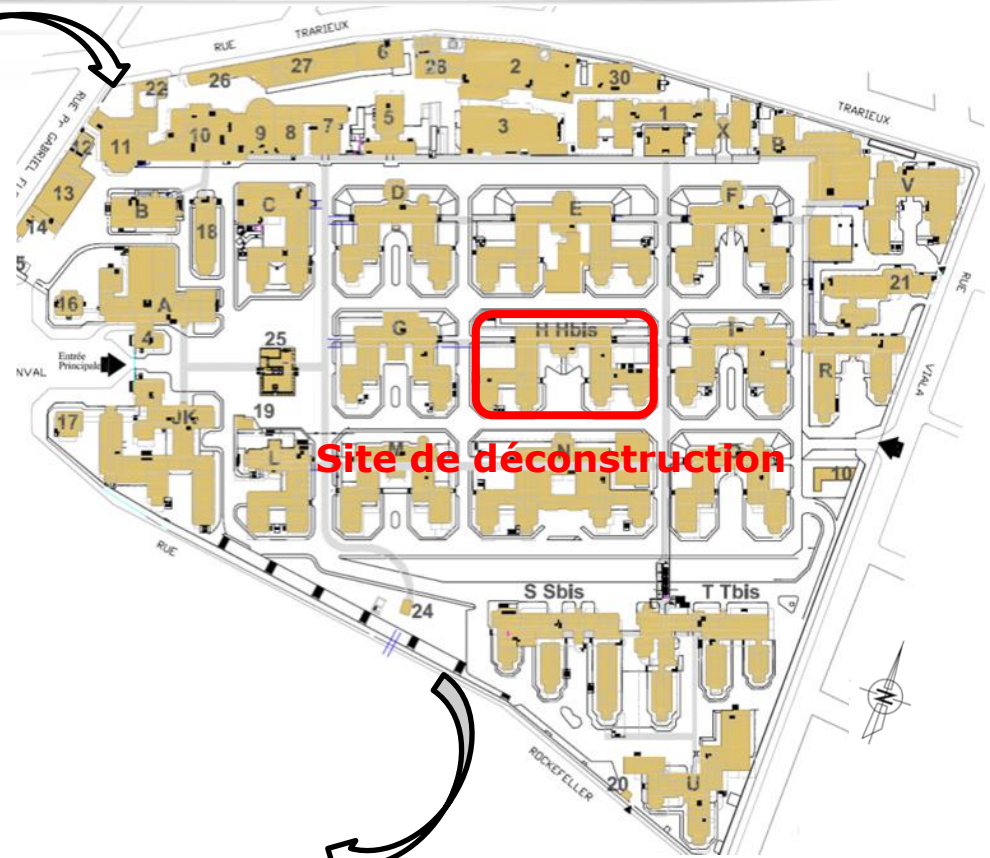 RUE TRARIEUX
6
22
26
27
28
2
30
TRARIEUX
RUE Pr GABRIEL
12
11
10
9
8
7
5
3
1
X
B
13
14
B
18
C
D
E
F
V
21
RUE
16
A
4
25
G
H Hbis
I
R
VIALA
Entrée
Principale
NVAL
17
JK
19
L
M
N
Site de déconstruction
10
RUE
24
S Sbis
T Tbis
N
ROCKEFELLER
20
U